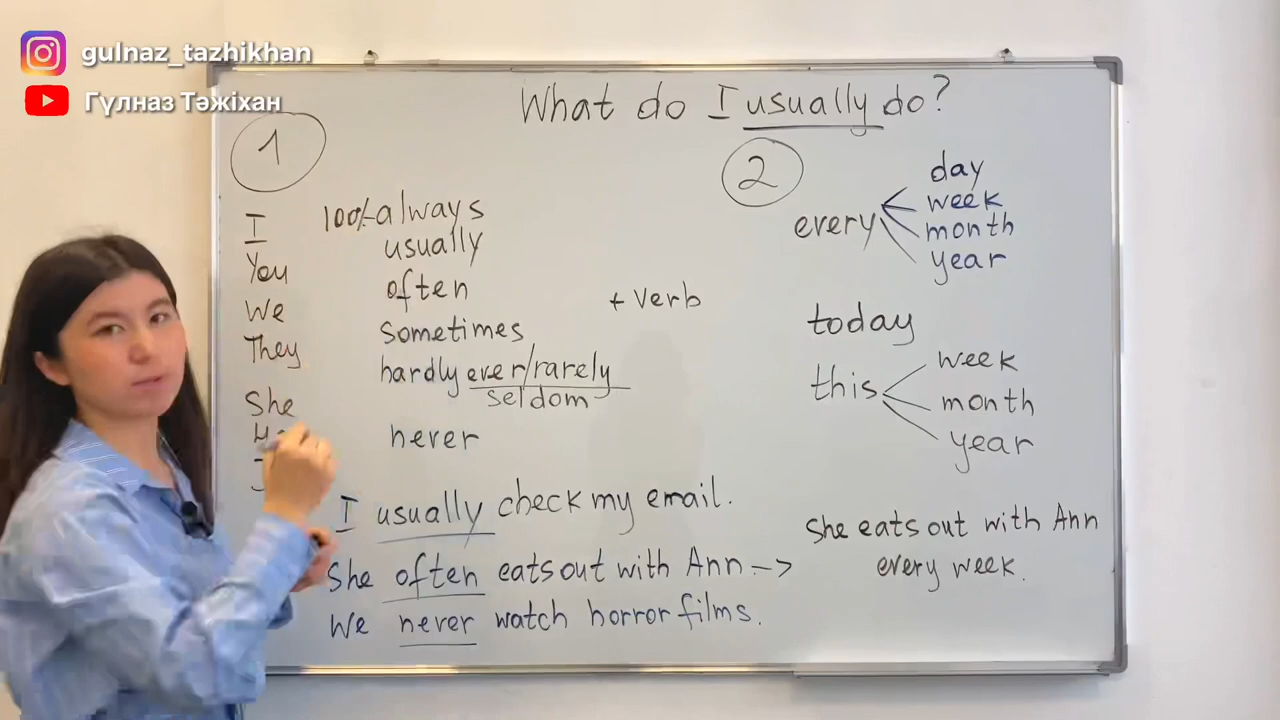 gulnaz_tazhikhan
Гүлназ Тәжіхан
What do I usually do?
1
I
You
We
They
She
100% always
usually
often
sometimes
hardly ever/rarely
seldom
never
+ verb
I usually check my email.
She often eats out with Ann. ->
We never watch horror films.
2
every
day
week
month
year
today
this
week
month
year
She eats out with Ann
every week.